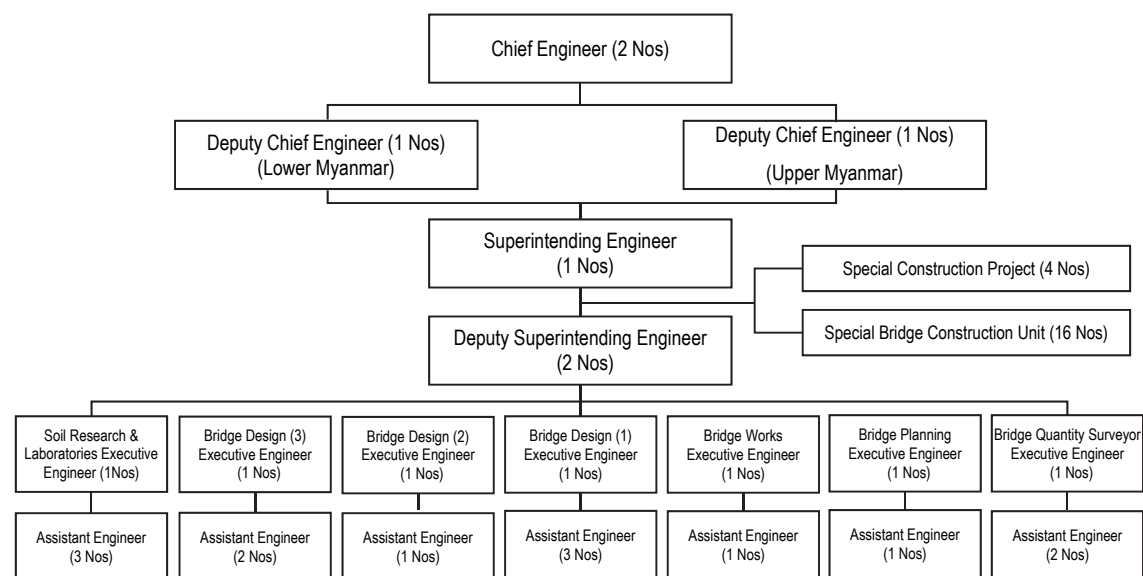 Chief Engineer (2 Nos)
Deputy Chief Engineer (1 Nos)
(Lower Myanmar)
Deputy Chief Engineer (1 Nos)
(Upper Myanmar)
Superintending Engineer
(1 Nos)
Special Construction Project (4 Nos)
Special Bridge Construction Unit (16 Nos)
Deputy Superintending Engineer
(2 Nos)
Soil Research &
Laboratories Executive
Engineer (1Nos)
Bridge Design (3)
Executive Engineer
(1 Nos)
Bridge Design (2)
Executive Engineer
(1 Nos)
Bridge Design (1)
Executive Engineer
(1 Nos)
Bridge Works
Executive Engineer
(1 Nos)
Bridge Planning
Executive Engineer
(1 Nos)
Bridge Quantity Surveyor
Executive Engineer
(1 Nos)
Assistant Engineer
(3 Nos)
Assistant Engineer
(2 Nos)
Assistant Engineer
(1 Nos)
Assistant Engineer
(3 Nos)
Assistant Engineer
(1 Nos)
Assistant Engineer
(1 Nos)
Assistant Engineer
(2 Nos)